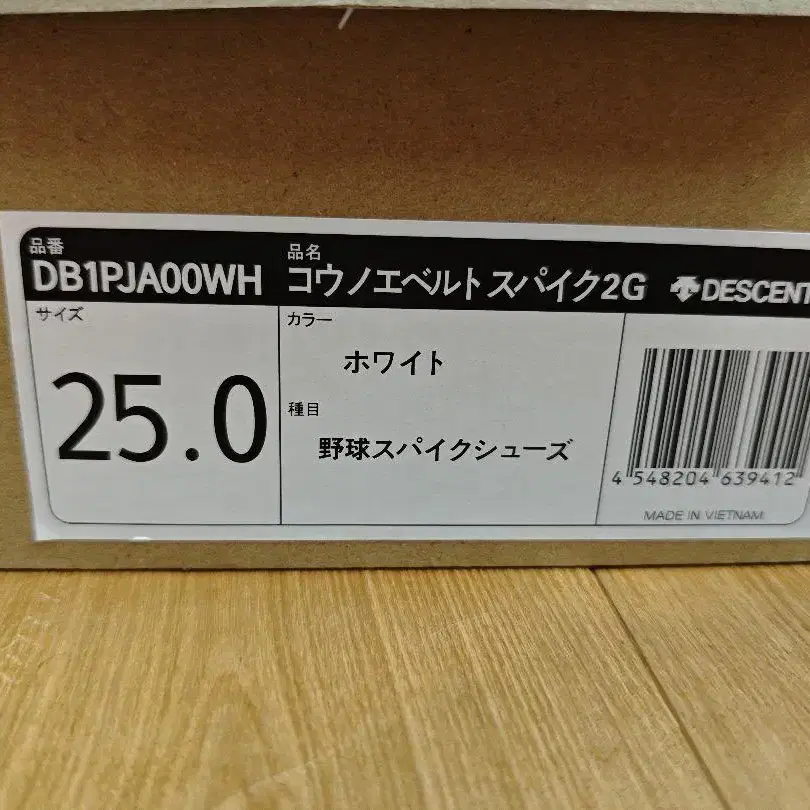 品番
DB1PJA00WH
品名
コウノエベルトスパイク2G
DESCENT
サイズ
25.0
カラー
ホワイト
種目
野球スパイクシューズ
4 548204 639412
MADE IN VIETNAM